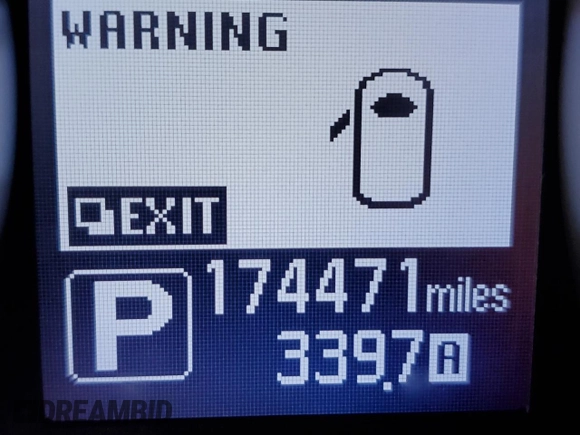 WARNING
EXIT
P 174471 miles
339.7 A
DREAMBID